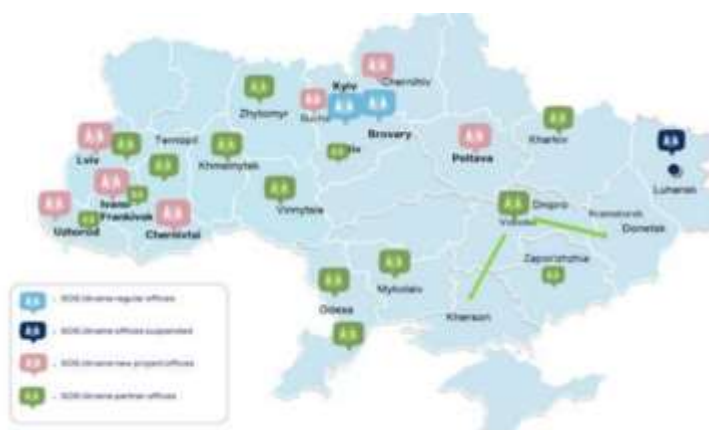 Kyiv
Chernihiv
Zhytomyr
Bucha
Brovary
Lviv
Ternopil
Khmelnytsk
Poltava
Kharkiv
Luhansk
Ivano
Frankivsk
Vinnytsia
Dnipro
Kramatorsk
Donetsk
Uzhorod
Chernivtsi
Zaporizhzhia
Odesa
Mykolaiv
Kherson
- SOS Ukraine regular offices
- SOS Ukraine offices suspended
- SOS Ukraine new project offices
- SOS Ukraine partner offices